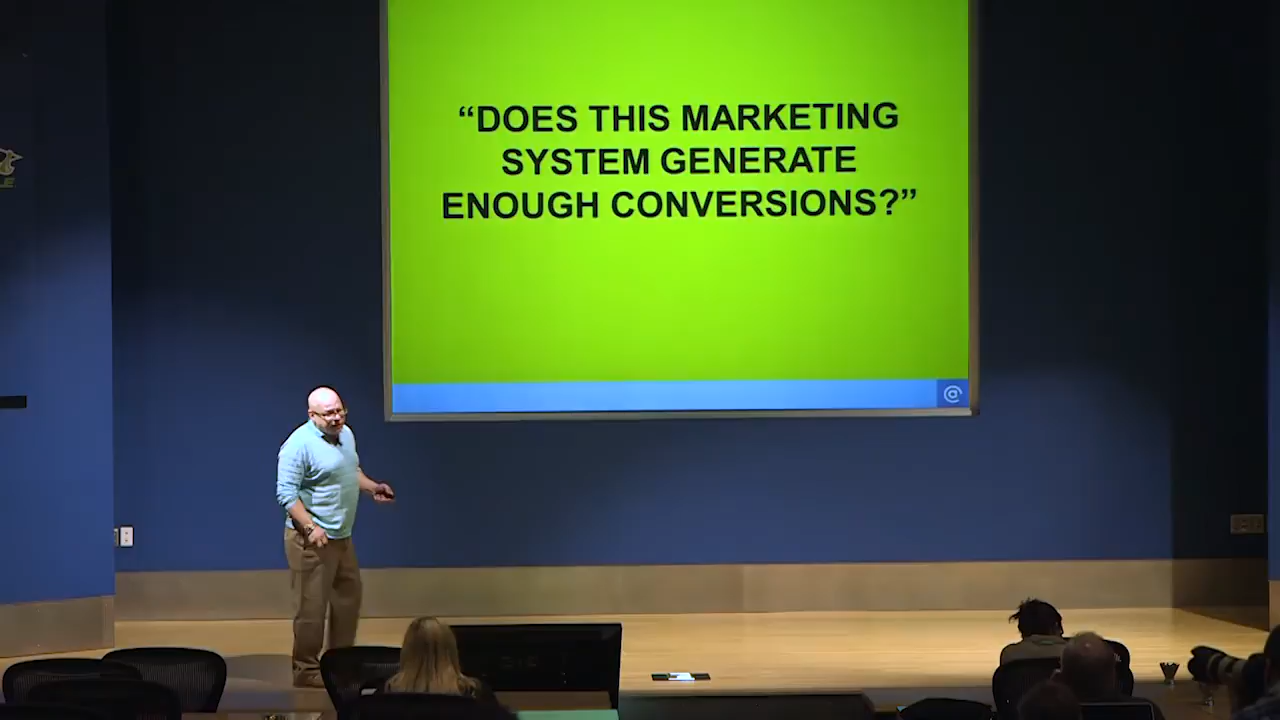 “DOES THIS MARKETING
SYSTEM GENERATE
ENOUGH CONVERSIONS?”
@